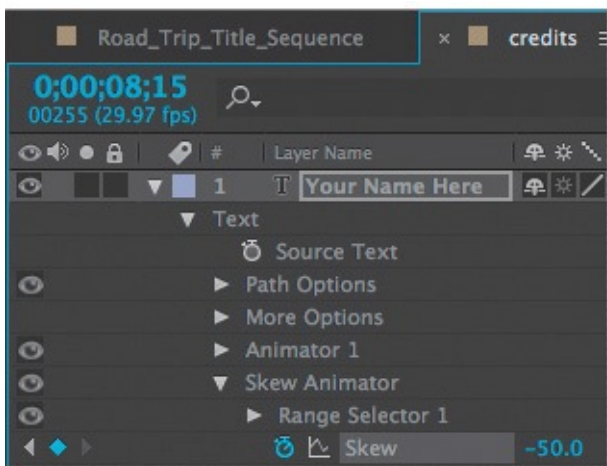 Road_Trip_Title_Sequence × credits
0;00;08;15
00255 (29.97 fps)
# Layer Name
1 T Your Name Here
Text
Source Text
Path Options
More Options
Animator 1
Skew Animator
Range Selector 1
Skew -50.0